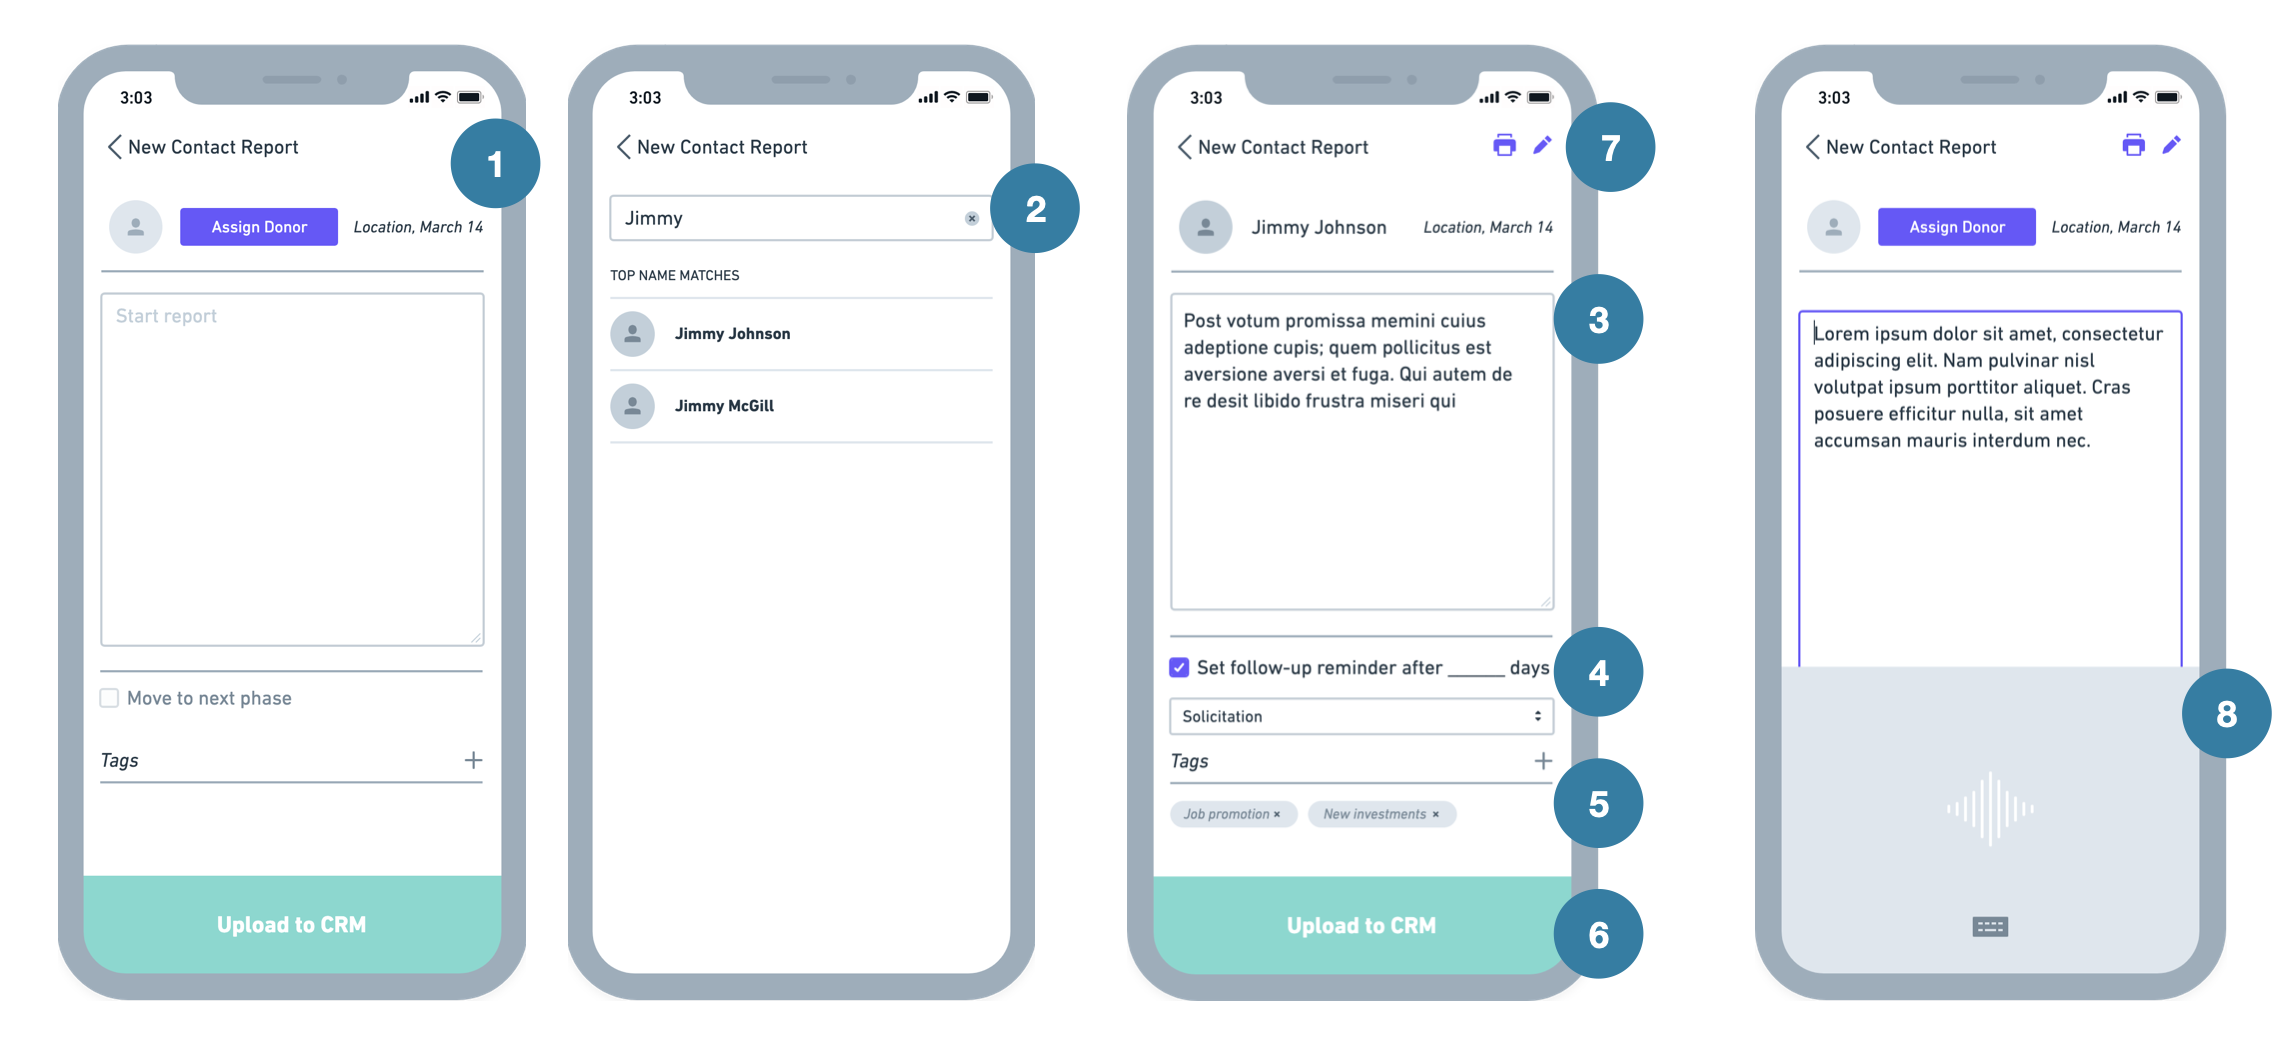 3:03
New Contact Report
1
Assign Donor
Location, March 14
Start report
Move to next phase
Tags
Upload to CRM
3:03
New Contact Report
Jimmy
2
TOP NAME MATCHES
Jimmy Johnson
Jimmy McGill
3:03
New Contact Report
7
Jimmy Johnson
Location, March 14
3
Post votum promissa memini cuius
adeptione cupis; quem pollicitus est
aversione aversi et fuga. Qui autem de
re desit libido frustra miseri qui
Set follow-up reminder after ______ days
4
Solicitation
Tags
5
Job promotion ×
New investments ×
Upload to CRM
6
3:03
New Contact Report
Assign Donor
Location, March 14
Lorem ipsum dolor sit amet, consectetur
adipiscing elit. Nam pulvinar nisl
volutpat ipsum porttitor aliquet. Cras
posuere efficitur nulla, sit amet
accumsan mauris interdum nec.
8